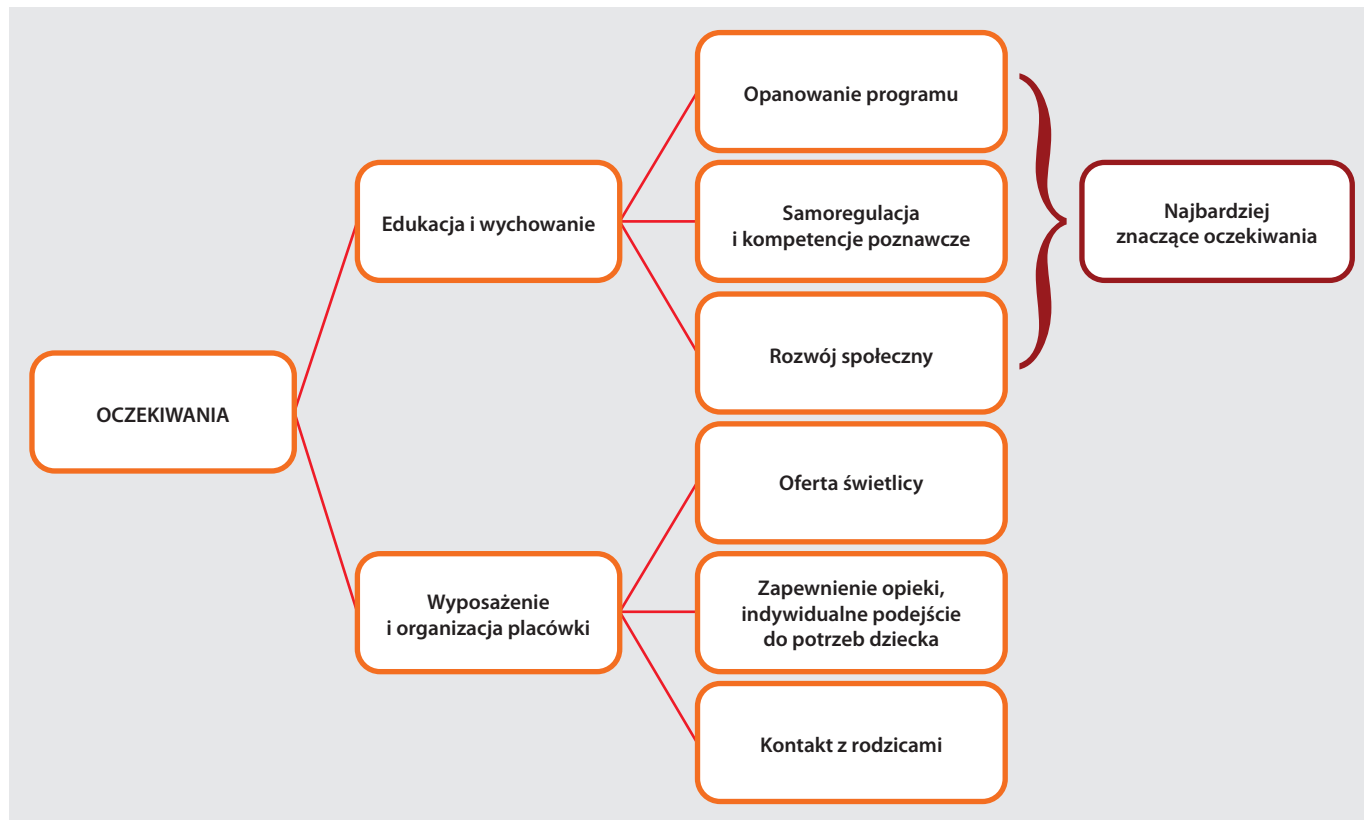 OCZEKIWANIA
Edukacja i wychowanie
Opanowanie programu
Samoregulacja
i kompetencje poznawcze
Rozwój społeczny
Najbardziej
znaczące oczekiwania
Wyposażenie
i organizacja placówki
Oferta świetlicy
Zapewnienie opieki,
indywidualne podejście
do potrzeb dziecka
Kontakt z rodzicami